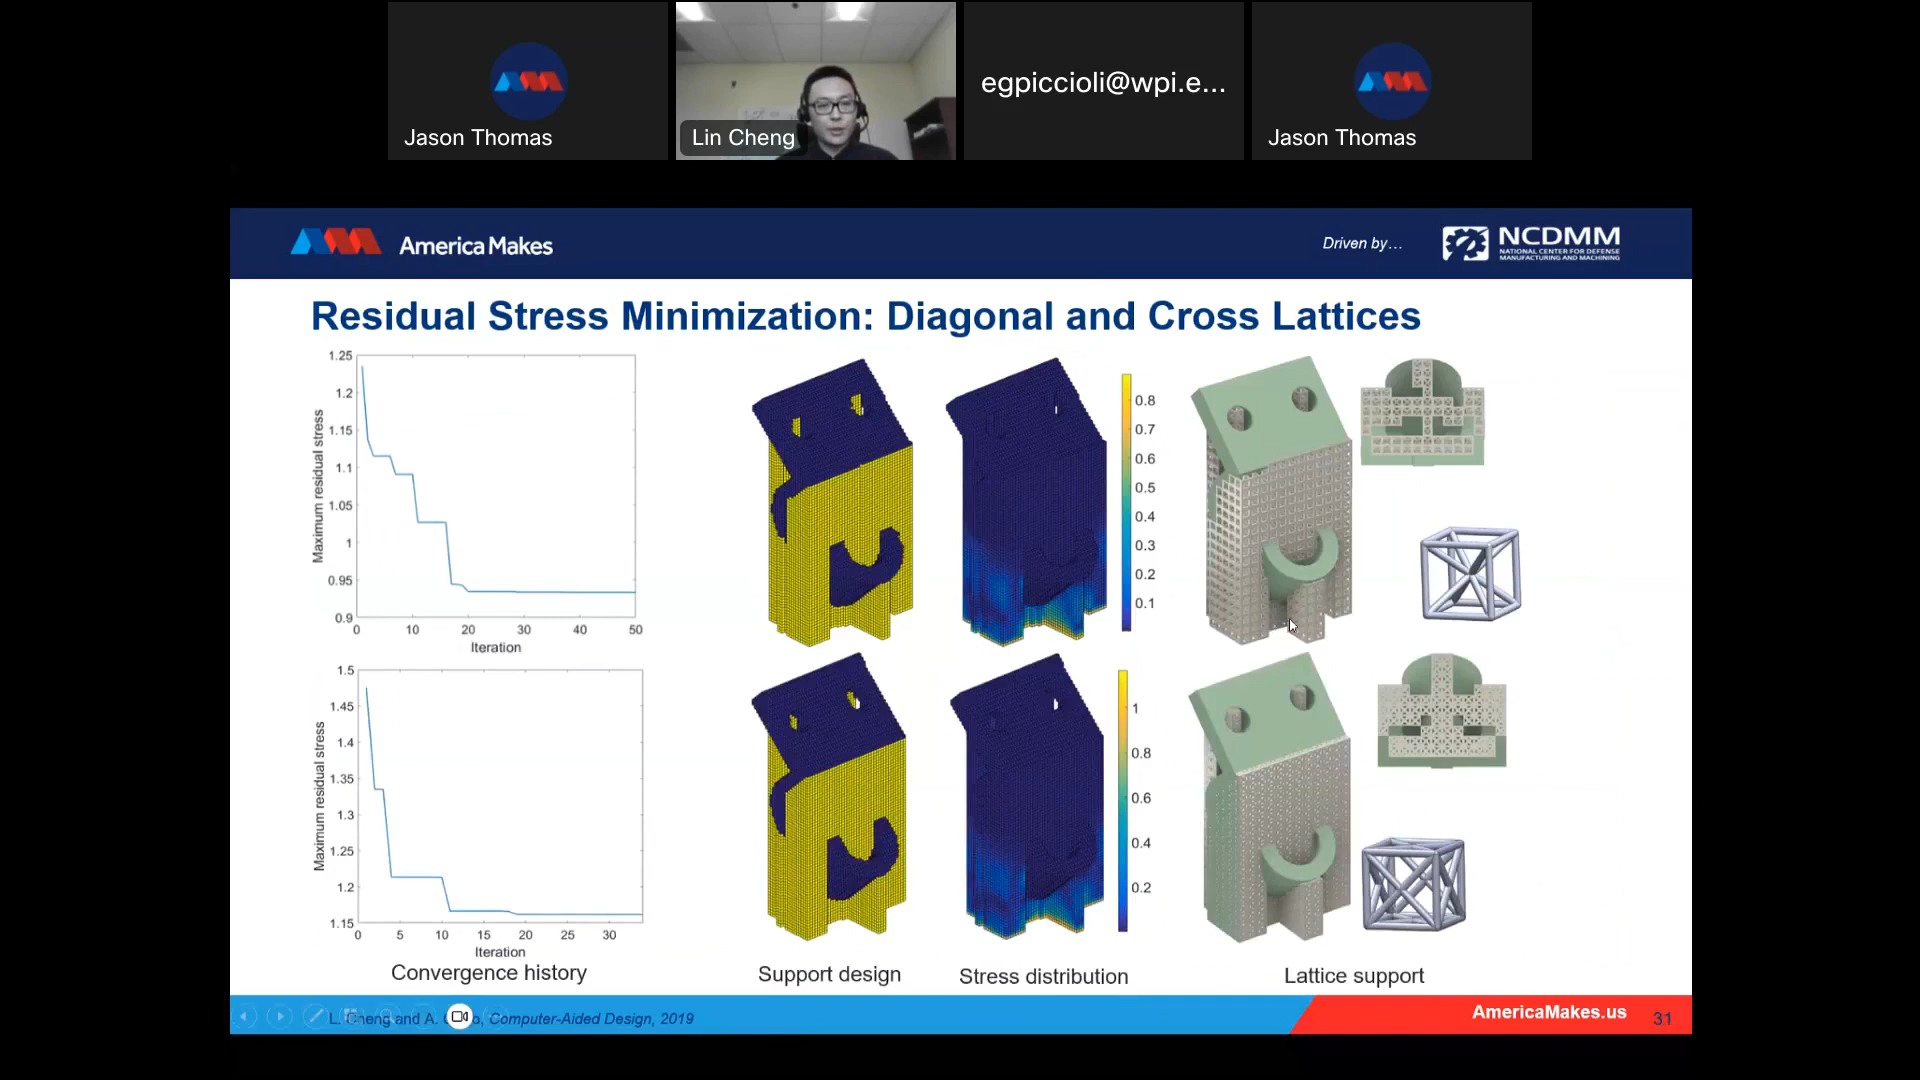 Jason Thomas
Lin Cheng
egpiccioli@wpi.e...
Jason Thomas
America Makes
Driven by...
NCDMM
NATIONAL CENTER FOR DEFENSE
MANUFACTURING AND MACHINING
Residual Stress Minimization: Diagonal and Cross Lattices
Maximum residual stress
1.25
1.2
1.15
1.1
1.05
1
0.95
0.9
0 10 20 30 40 50
Iteration
0.8
0.7
0.6
0.5
0.4
0.3
0.2
0.1
Maximum residual stress
1.5
1.45
1.4
1.35
1.3
1.25
1.2
1.15
0 5 10 15 20 25 30
Iteration
1
0.8
0.6
0.4
0.2
Convergence history
Support design
Stress distribution
Lattice support
L. Cheng and A. Computer-Aided Design, 2019
AmericaMakes.us
31